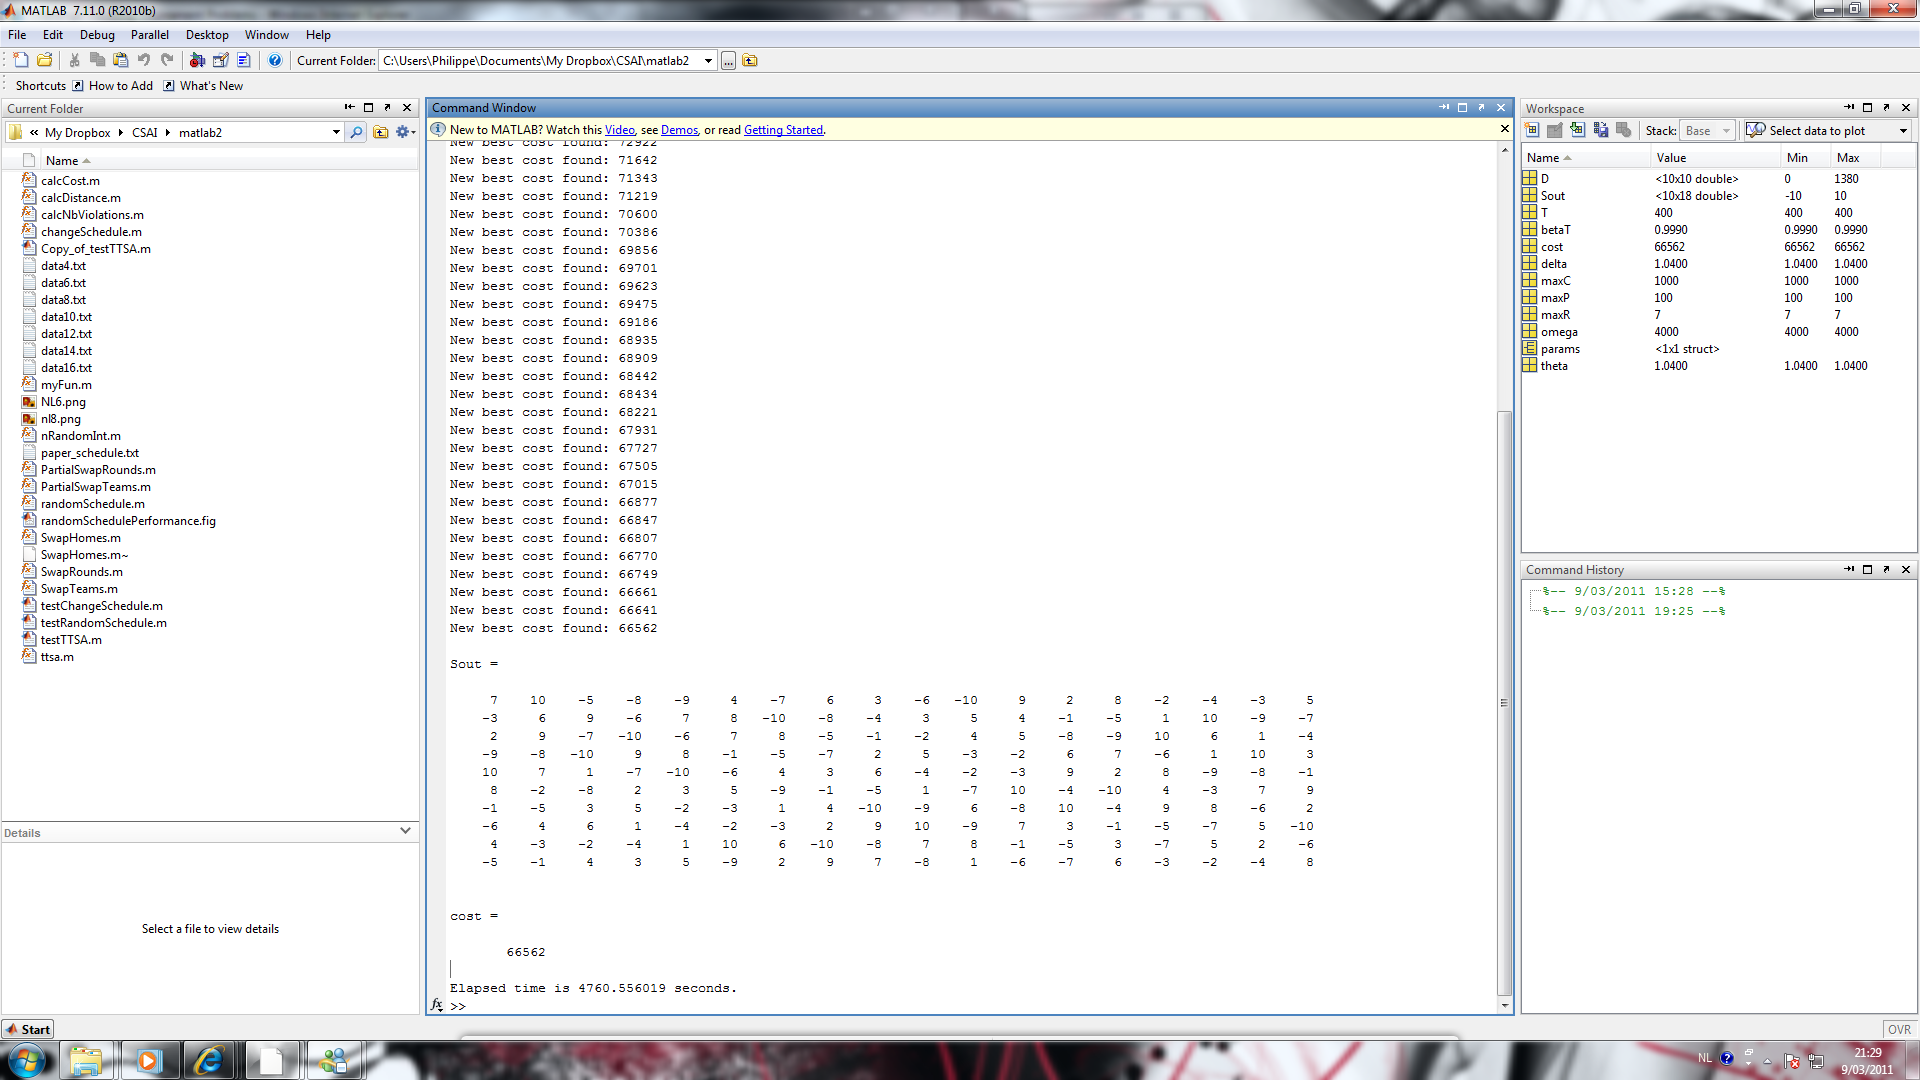 MATLAB 7.11.0 (R2010b)
File Edit Debug Parallel Desktop Window Help
Current Folder: C:\Users\Philippe\Documents\My Dropbox\CSAI\matlab2
Shortcuts How to Add What's New
Current Folder
« My Dropbox CSAI matlab2
Name
calcCost.m
calcDistance.m
calcNbViolations.m
changeSchedule.m
Copy_of_testTTSA.m
data4.txt
data6.txt
data8.txt
data10.txt
data12.txt
data14.txt
data16.txt
myFun.m
NL6.png
nl8.png
nRandomInt.m
paper_schedule.txt
PartialSwapRounds.m
PartialSwapTeams.m
randomSchedule.m
randomSchedulePerformance.fig
SwapHomes.m
SwapHomes.m~
SwapRounds.m
SwapTeams.m
testChangeSchedule.m
testRandomSchedule.m
testTTSA.m
ttsa.m
Details
Select a file to view details
Command Window
New to MATLAB? Watch this Video, see Demos, or read Getting Started.
New best cost found: 72922
New best cost found: 71642
New best cost found: 71343
New best cost found: 71219
New best cost found: 70600
New best cost found: 70386
New best cost found: 69856
New best cost found: 69701
New best cost found: 69623
New best cost found: 69475
New best cost found: 69186
New best cost found: 68935
New best cost found: 68909
New best cost found: 68442
New best cost found: 68434
New best cost found: 68221
New best cost found: 67931
New best cost found: 67727
New best cost found: 67505
New best cost found: 67015
New best cost found: 66877
New best cost found: 66847
New best cost found: 66807
New best cost found: 66770
New best cost found: 66749
New best cost found: 66661
New best cost found: 66641
New best cost found: 66562
Sout =
7 10 -5 -8 -9 4 -7 6 3 -6 -10 9 2 8 -2 -4 -3 5
-3 6 9 -6 7 8 -10 -8 -4 3 5 4 -1 -5 1 10 -9 -7
2 9 -7 -10 -6 7 8 -5 -1 -2 4 5 -8 -9 10 6 1 -4
-9 -8 -10 9 8 -1 -5 -7 2 5 -3 -2 6 7 -6 1 10 3
10 7 1 -7 -10 -6 4 3 6 -4 -2 -3 9 2 8 -9 -8 -1
8 -2 -8 2 3 5 -9 -1 -5 1 -7 10 -4 -10 4 -3 7 9
-1 -5 3 5 -2 -3 1 4 -10 -9 6 -8 10 -4 9 8 -6 2
-6 4 6 1 -4 -2 -3 2 9 10 -9 7 3 -1 -5 -7 5 -10
4 -3 -2 -4 1 10 6 -10 -8 7 8 -1 -5 3 -7 5 2 -6
-5 -1 4 3 5 -9 2 9 7 -8 1 -6 -7 6 -3 -2 -4 8
cost =
66562
Elapsed time is 4760.556019 seconds.
fx >>
Workspace
Stack: Base Select data to plot
Name Value Min Max
D <10x10 double> 0 1380
Sout <10x18 double> -10 10
T 400 400 400
betaT 0.9990 0.9990 0.9990
cost 66562 66562 66562
delta 1.0400 1.0400 1.0400
maxC 1000 1000 1000
maxP 100 100 100
maxR 7 7 7
omega 4000 4000 4000
params <1x1 struct>
theta 1.0400 1.0400 1.0400
Command History
%-- 9/03/2011 15:28 --%
%-- 9/03/2011 19:25 --%
Start
OVR
NL
21:29
9/03/2011